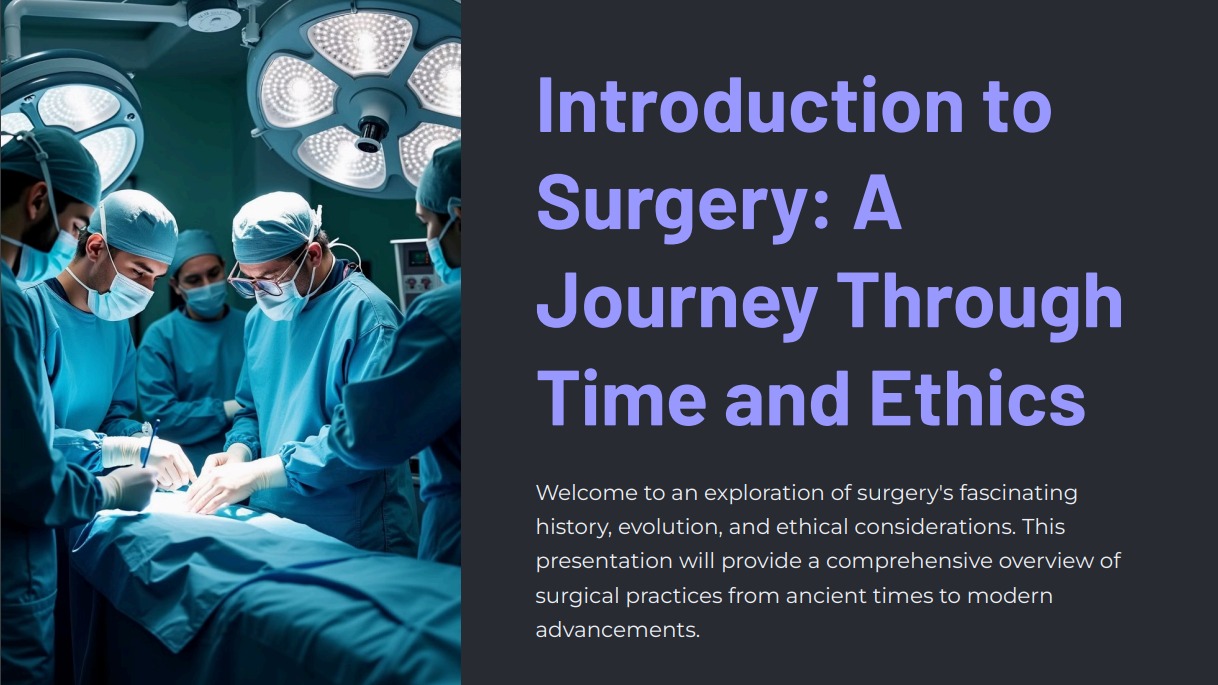 Introduction to
Surgery: A
Journey Through
Time and Ethics
Welcome to an exploration of surgery's fascinating
history, evolution, and ethical considerations. This
presentation will provide a comprehensive overview of
surgical practices from ancient times to modern
advancements.